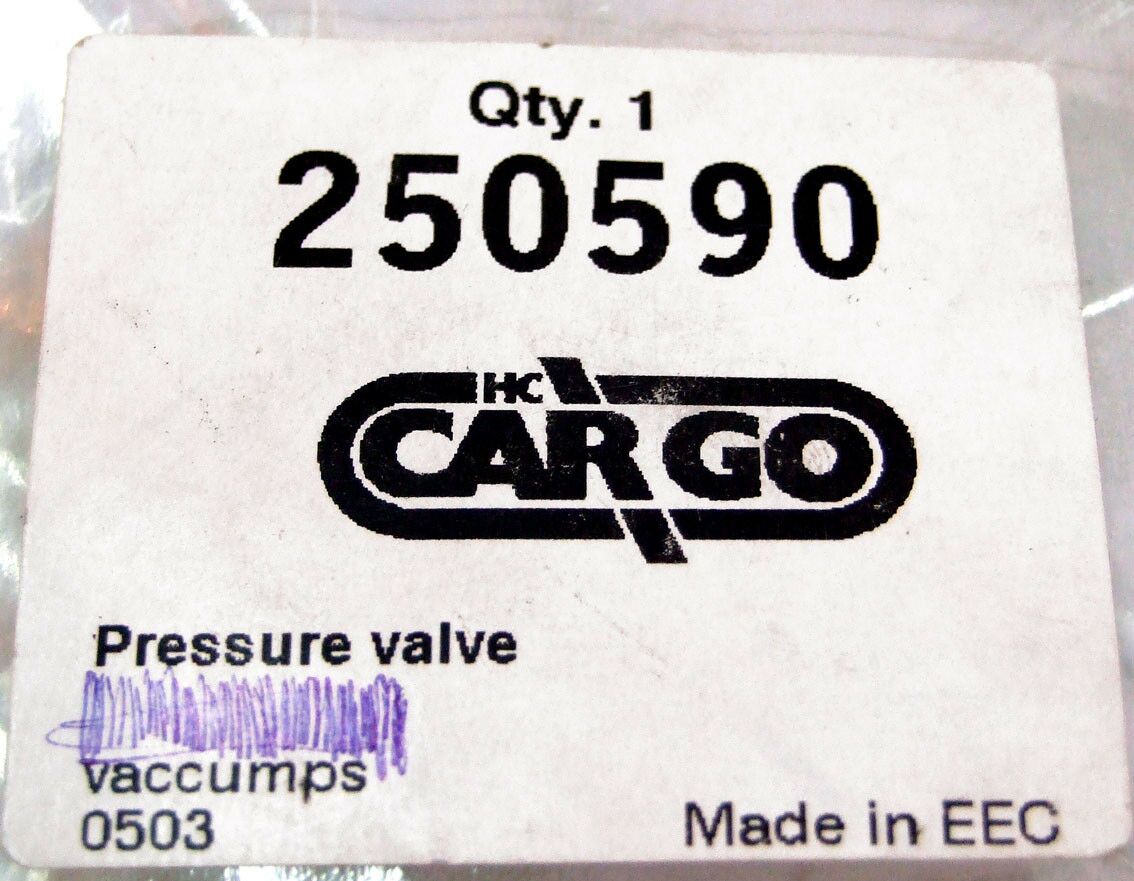 Qty. 1
250590
HC
CARGO
Pressure valve
vaccumps
0503
Made in EEC